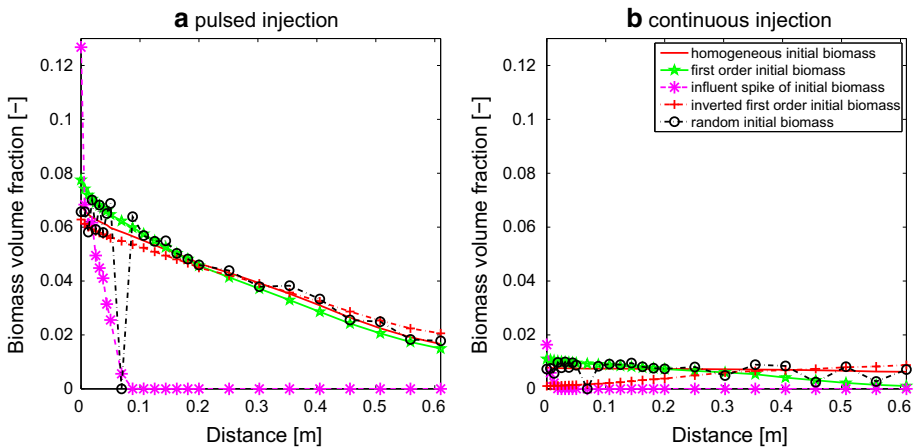 a pulsed injection
Biomass volume fraction [−]
0.12
0.1
0.08
0.06
0.04
0.02
0
0 0.1 0.2 0.3 0.4 0.5 0.6
Distance [m]
b continuous injection
homogeneous initial biomass
first order initial biomass
influent spike of initial biomass
inverted first order initial biomass
random initial biomass
Biomass volume fraction [−]
0.12
0.1
0.08
0.06
0.04
0.02
0
0 0.1 0.2 0.3 0.4 0.5 0.6
Distance [m]